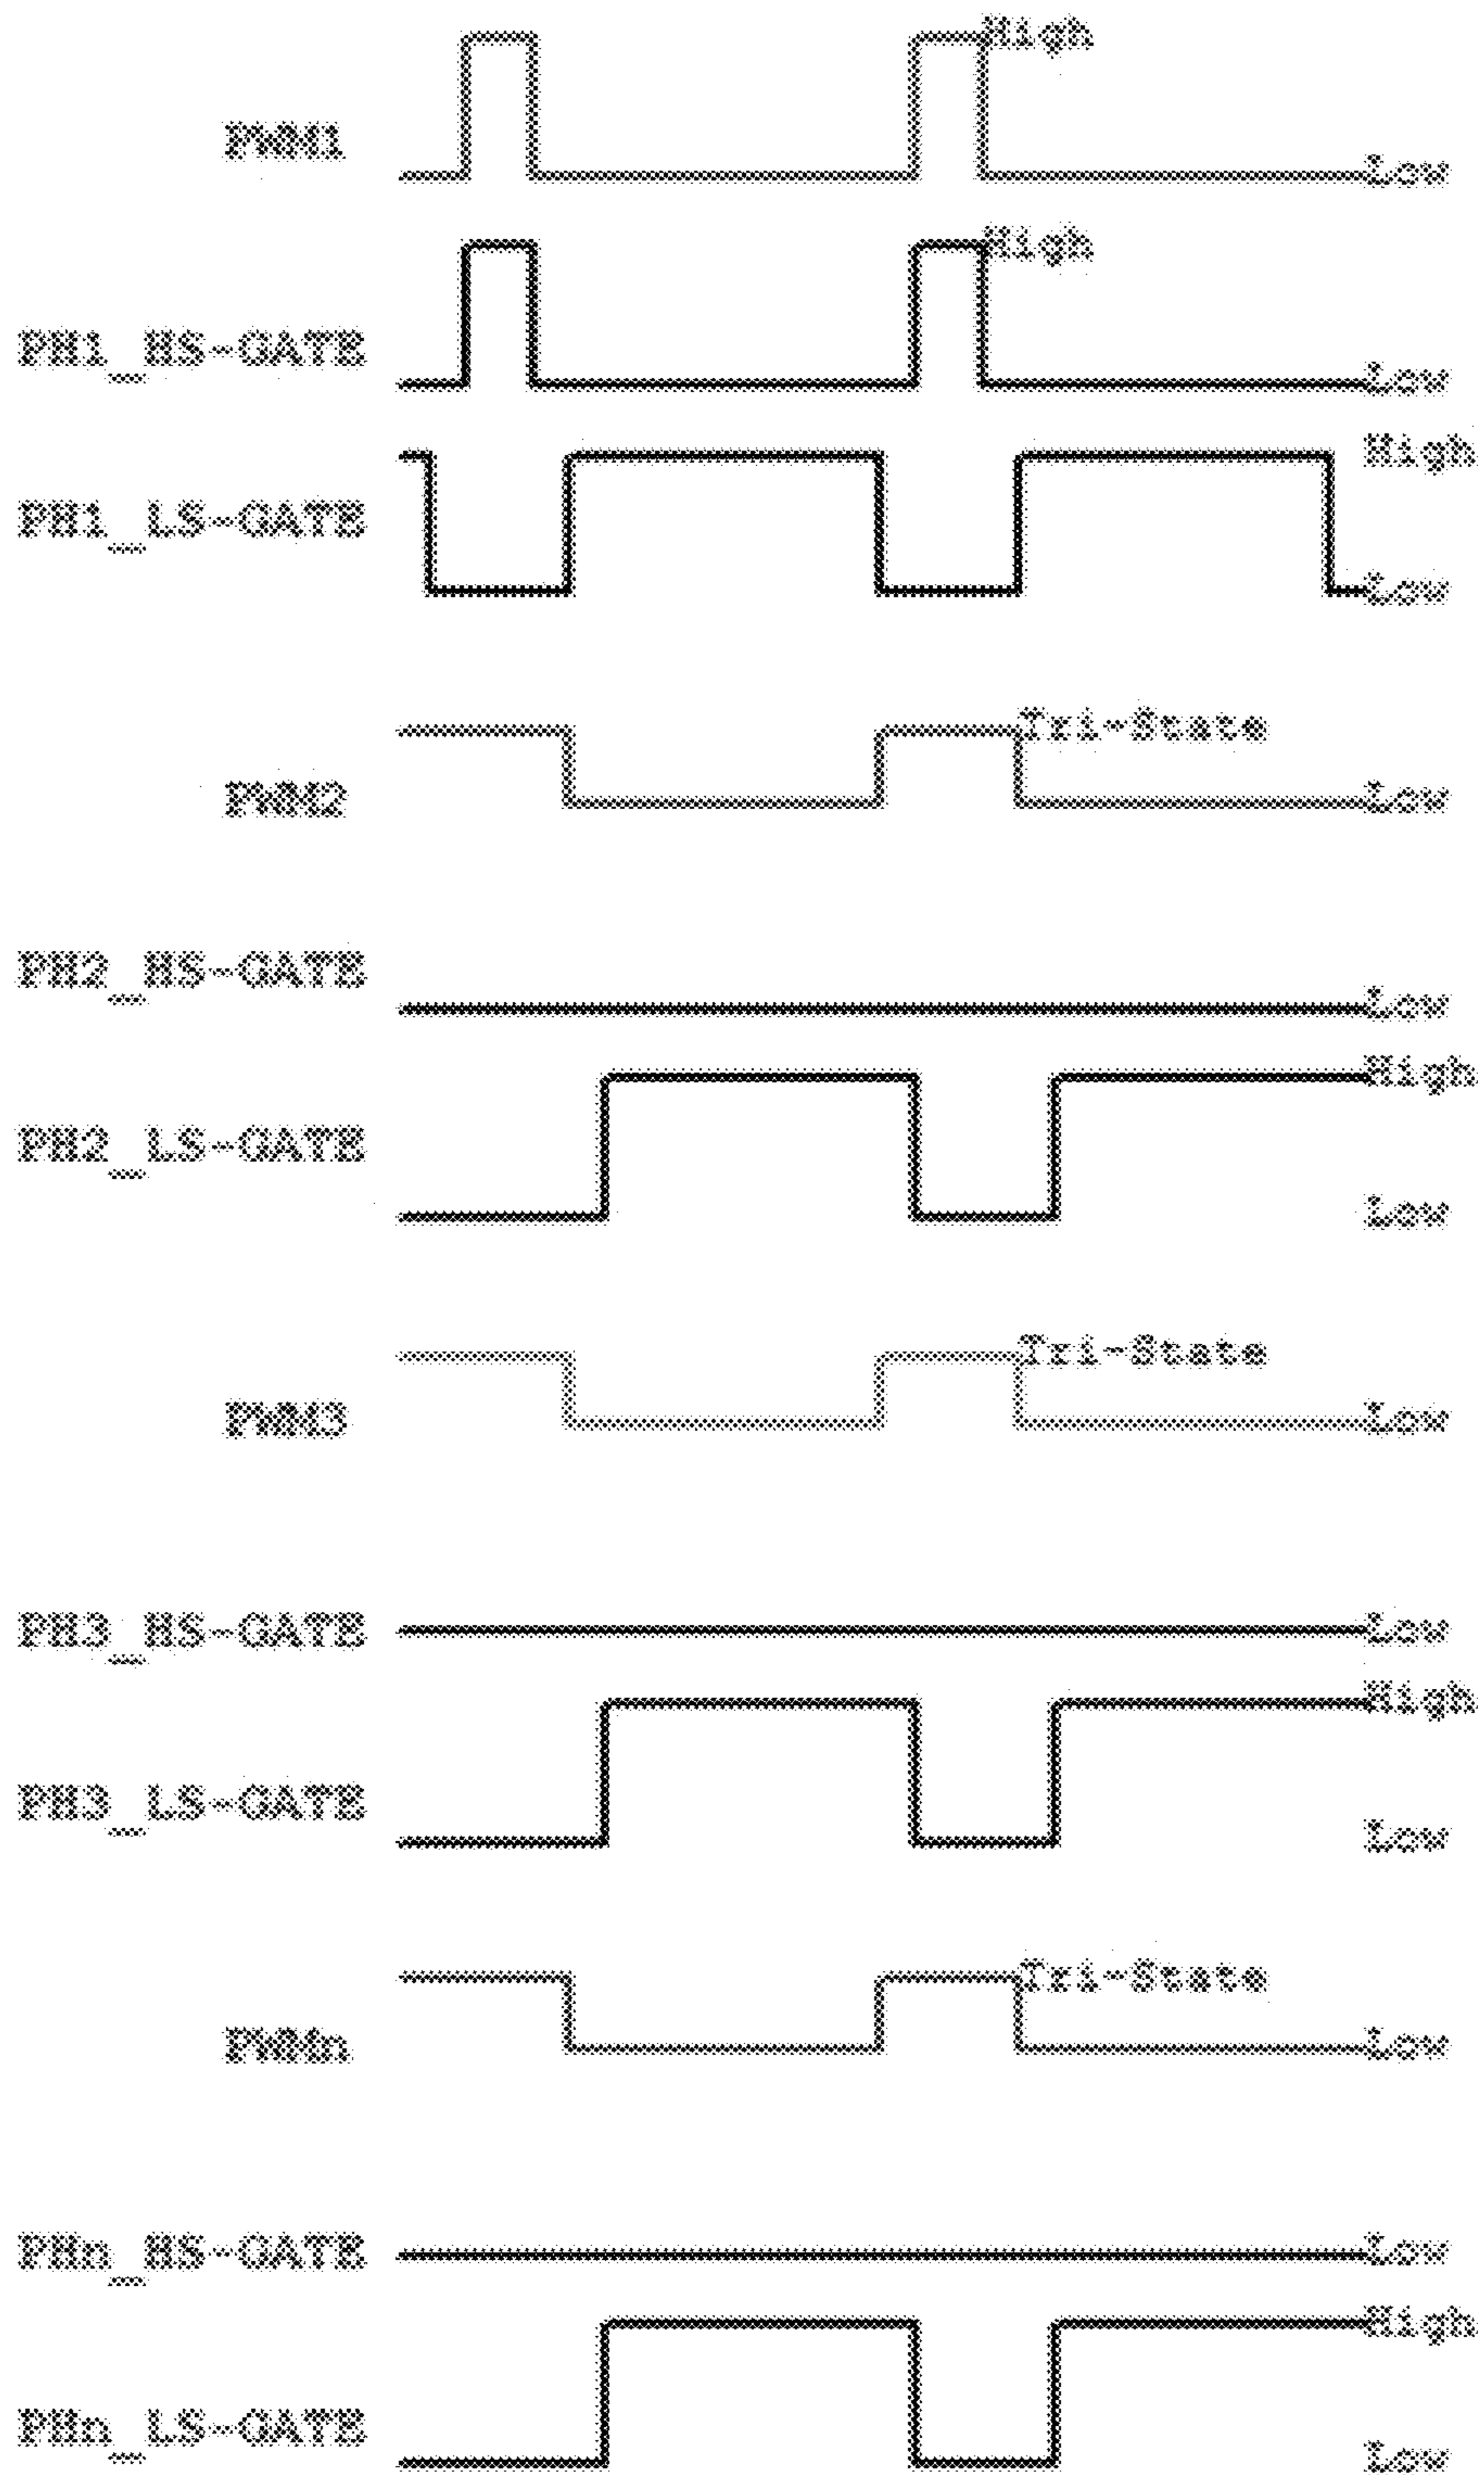 High
PWM1
Low
High
PH1_HS-GATE
Low
High
PH1_LS-GATE
Low
Tri-State
PWM2
Low
PH2_HS-GATE
Low
High
PH2_LS-GATE
Low
Tri-State
PWM3
Low
PH3_HS-GATE
Low
High
PH3_LS-GATE
Low
Tri-State
PWMn
Low
PHn_HS-GATE
Low
High
PHn_LS-GATE
Low